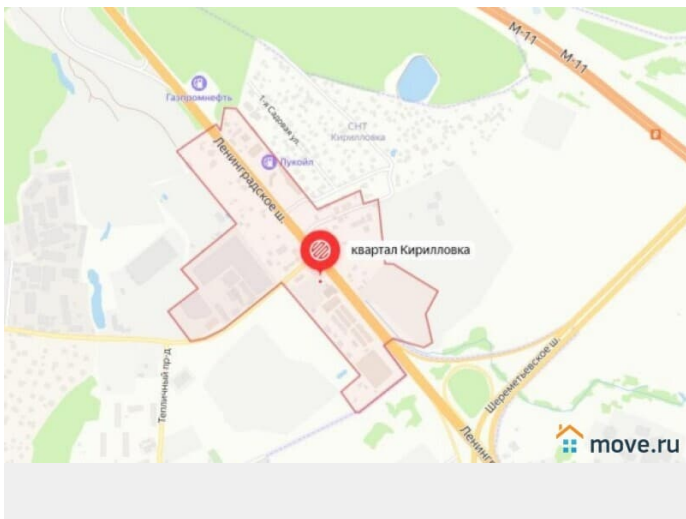 М-11
М-11
Газпромнефть
1-я Садовая ул.
СНТ
Кирилловка
Лукойл
Ленинградское ш.
квартал Кирилловка
Тепличный пр-д
Шереметьевское ш.
Ленинг
move.ru